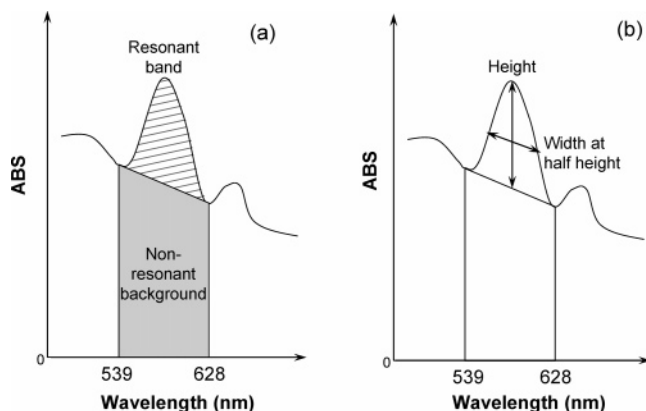 (a)
Resonant
band
ABS
Non-
resonant
background
0
539
628
Wavelength (nm)
(b)
Height
Width at
half height
ABS
0
539
628
Wavelength (nm)